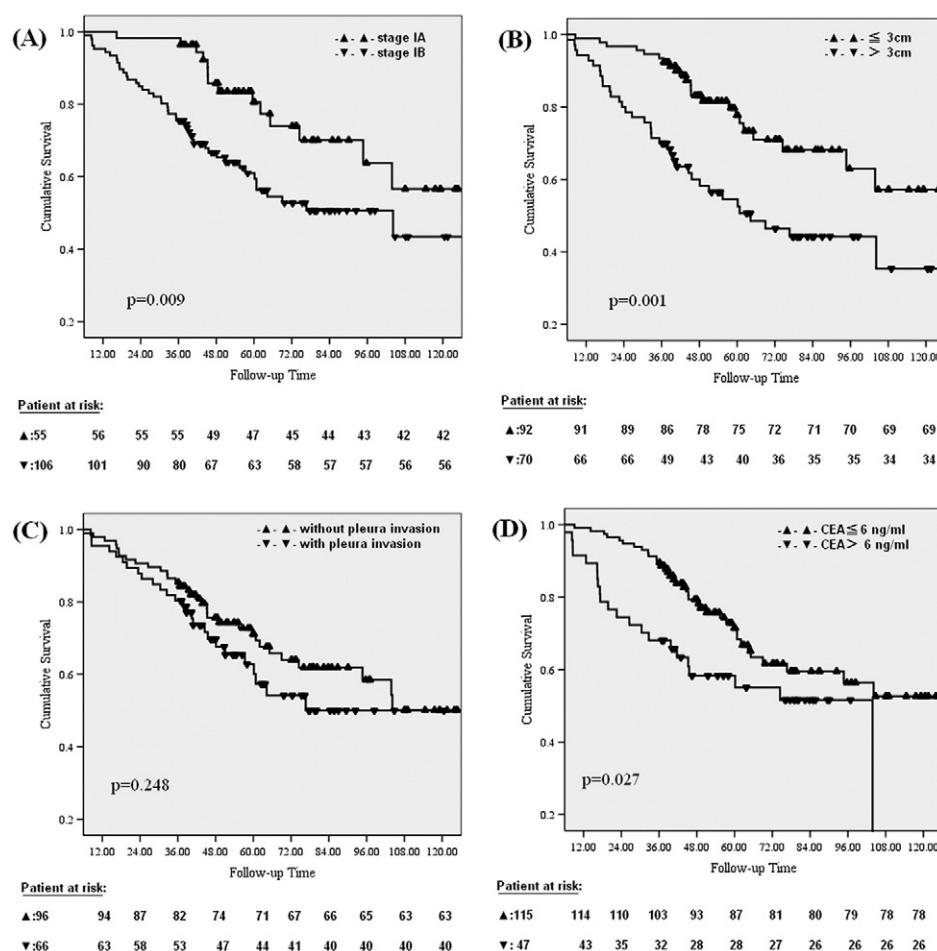 (A)
▲ - ▲ - stage IA
▼ - ▼ - stage IB
1.0
0.8
0.6
0.4
0.2
Cumulative Survival
p=0.009
12.00 24.00 36.00 48.00 60.00 72.00 84.00 96.00 108.00 120.00
Follow-up Time
Patient at risk:
▲:55 56 55 55 49 47 45 44 43 42 42
▼:106 101 90 80 67 63 58 57 57 56 56
(B)
▲ - ▲ - ≦ 3cm
▼ - ▼ - > 3cm
1.0
0.8
0.6
0.4
0.2
Cumulative Survival
p=0.001
12.00 24.00 36.00 48.00 60.00 72.00 84.00 96.00 108.00 120.00
Follow-up Time
Patient at risk:
▲:92 91 89 86 78 75 72 71 70 69 69
▼:70 66 66 49 43 40 36 35 35 34 34
(C)
- ▲ - ▲ - without pleura invasion
- ▼ - ▼ - with pleura invasion
1.0
0.8
0.6
0.4
0.2
Cumulative Survival
p=0.248
12.00 24.00 36.00 48.00 60.00 72.00 84.00 96.00 108.00 120.00
Follow-up Time
Patient at risk:
▲:96 94 87 82 74 71 67 66 65 63 63
▼:66 63 58 53 47 44 41 40 40 40 40
(D)
- ▲ - ▲ - CEA≦ 6 ng/ml
- ▼ - ▼ - CEA> 6 ng/ml
1.0
0.8
0.6
0.4
0.2
Cumulative Survival
p=0.027
12.00 24.00 36.00 48.00 60.00 72.00 84.00 96.00 108.00 120.00
Follow-up Time
Patient at risk:
▲:115 114 110 103 93 87 81 80 79 78 78
▼: 47 43 35 32 28 28 27 26 26 26 26